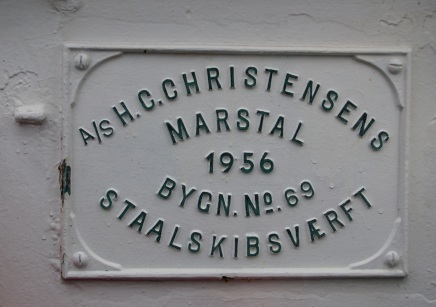 A/S H.C. CHRISTENSENS
MARSTAL
1956
BYGN. No. 69
STAALSKIBSVÆRFT